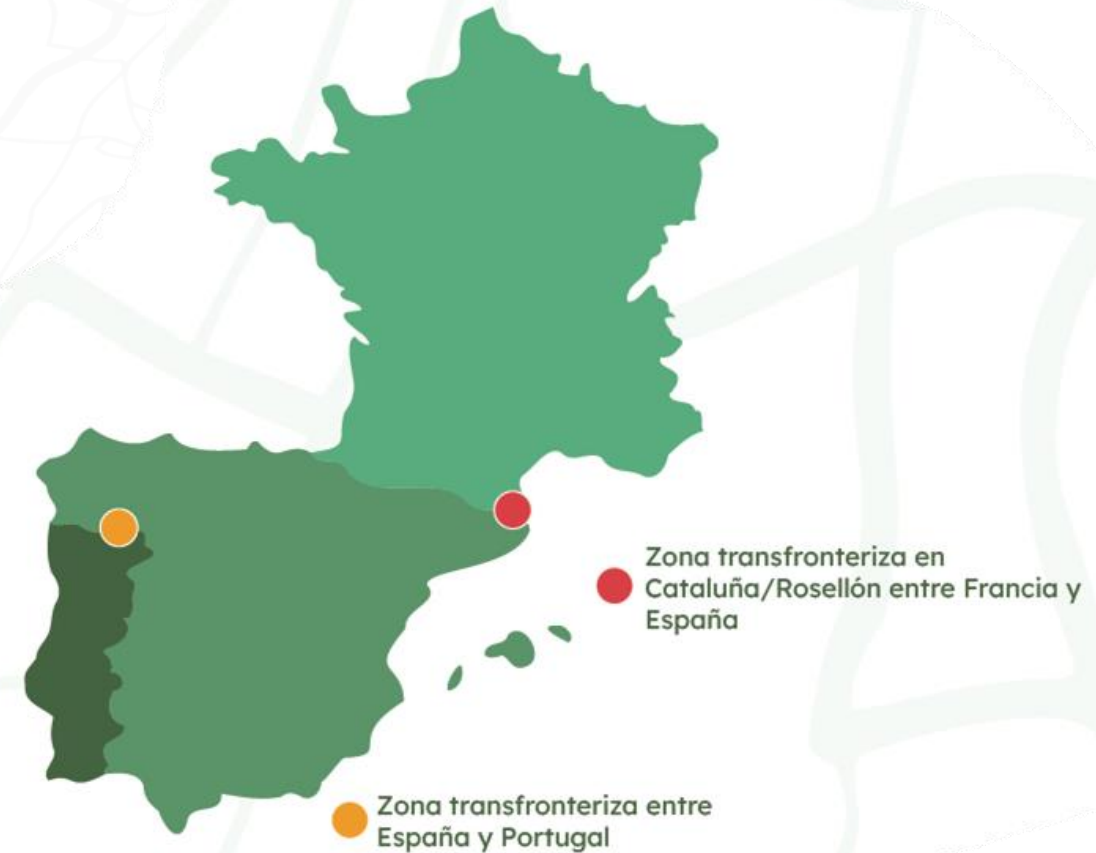 Zona transfronteriza en
Cataluña/Rosellón entre Francia y
España
Zona transfronteriza entre
España y Portugal